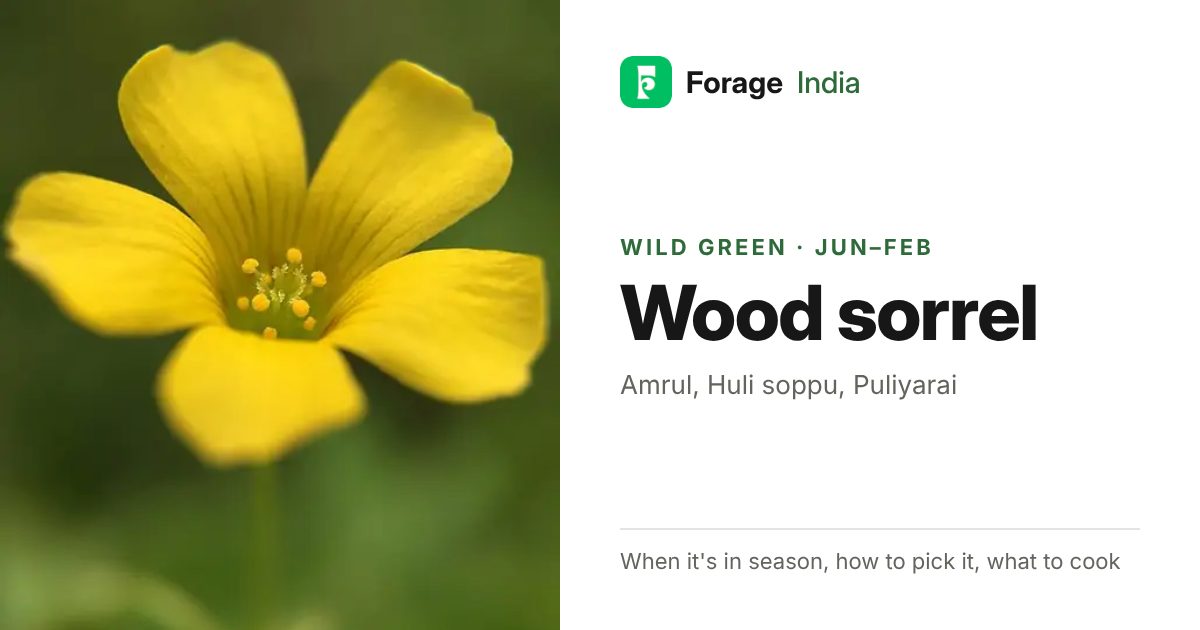 Forage India
WILD GREEN · JUN–FEB
Wood sorrel
Amrul, Huli soppu, Puliyarai
When it's in season, how to pick it, what to cook